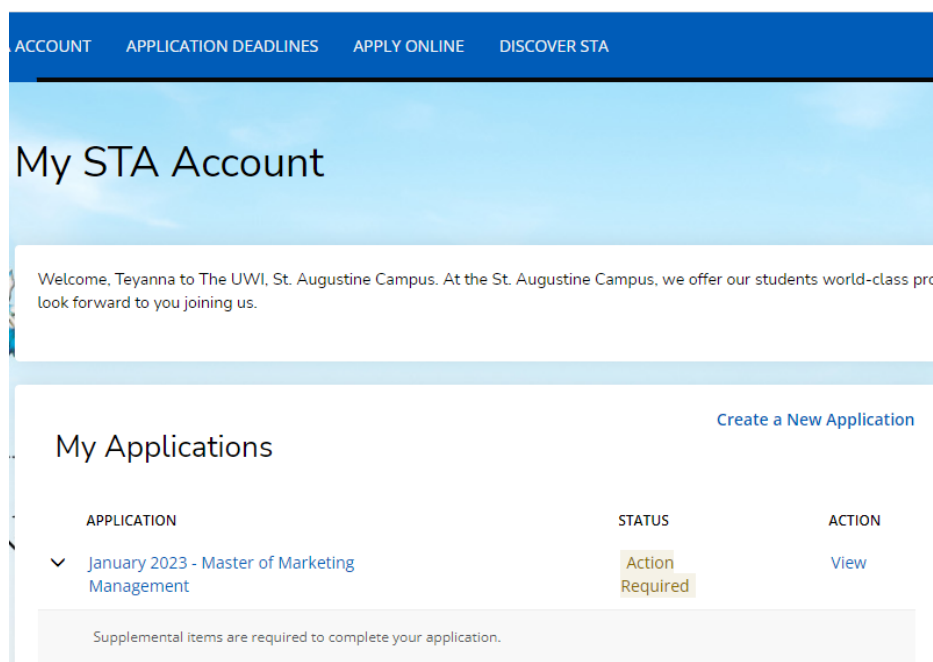 ACCOUNT APPLICATION DEADLINES APPLY ONLINE DISCOVER STA
My STA Account
Welcome, Teyanna to The UWI, St. Augustine Campus. At the St. Augustine Campus, we offer our students world-class
look forward to you joining us.
Create a New Application
My Applications
APPLICATION STATUS ACTION
January 2023 - Master of Marketing Management Action Required View
Supplemental items are required to complete your application.